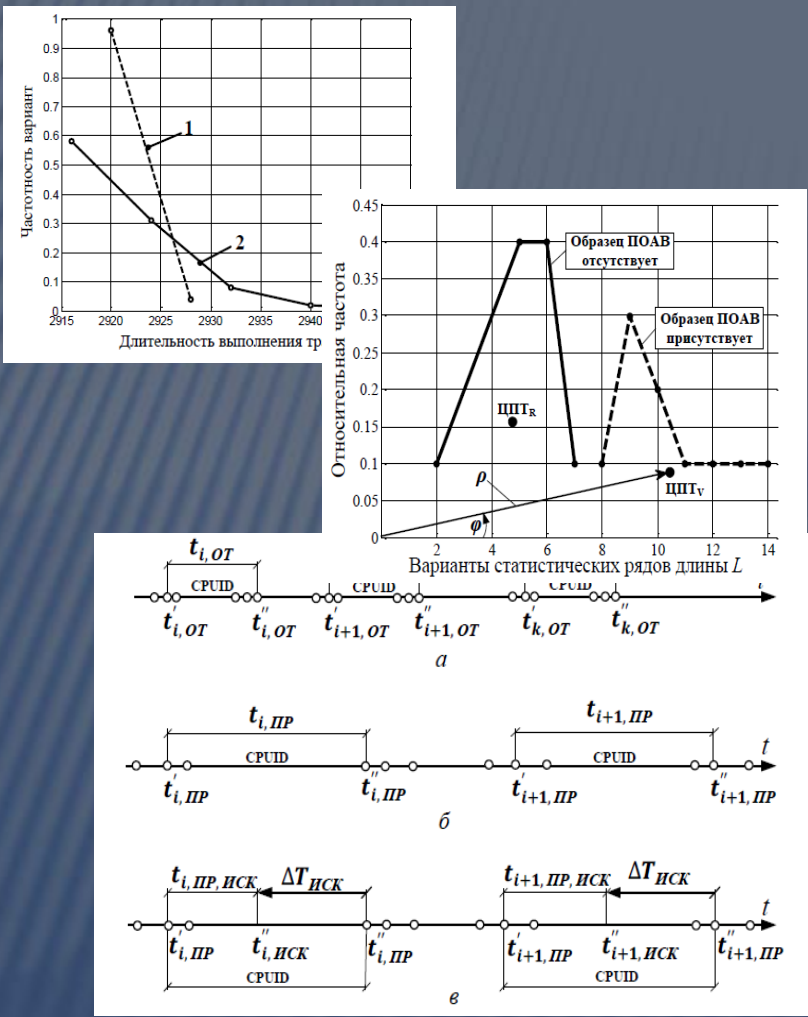 1
0.9
0.8
0.7
0.6
0.5
0.4
0.3
0.2
0.1
0
Частотность вариант
1
2
2915 2920 2925 2930 2935 2940
Длительность выполнения тр
0.45
0.4
0.35
0.3
0.25
0.2
0.15
0.1
0.05
0
Относительная частота
Образец ПОАВ
отсутствует
Образец ПОАВ
присутствует
ЦПТR
ЦПТV
ρ
φ
2 4 6 8 10 12 14
Варианты статистических рядов длины L
ti, ОТ
CPUID CPUID CPUID
t'i, ОТ t''i, ОТ t'i+1, ОТ t''i+1, ОТ t'k, ОТ t''k, ОТ
а
ti, ПР ti+1, ПР
CPUID CPUID t
t'i, ПР t''i, ПР t'i+1, ПР t''i+1, ПР
б
ti, ПР, ИСК ΔTИСК ti+1, ПР, ИСК ΔTИСК
t
t'i, ПР t''i, ИСК t''i, ПР t'i+1, ПР t''i+1, ИСК t''i+1, ПР
CPUID CPUID
в